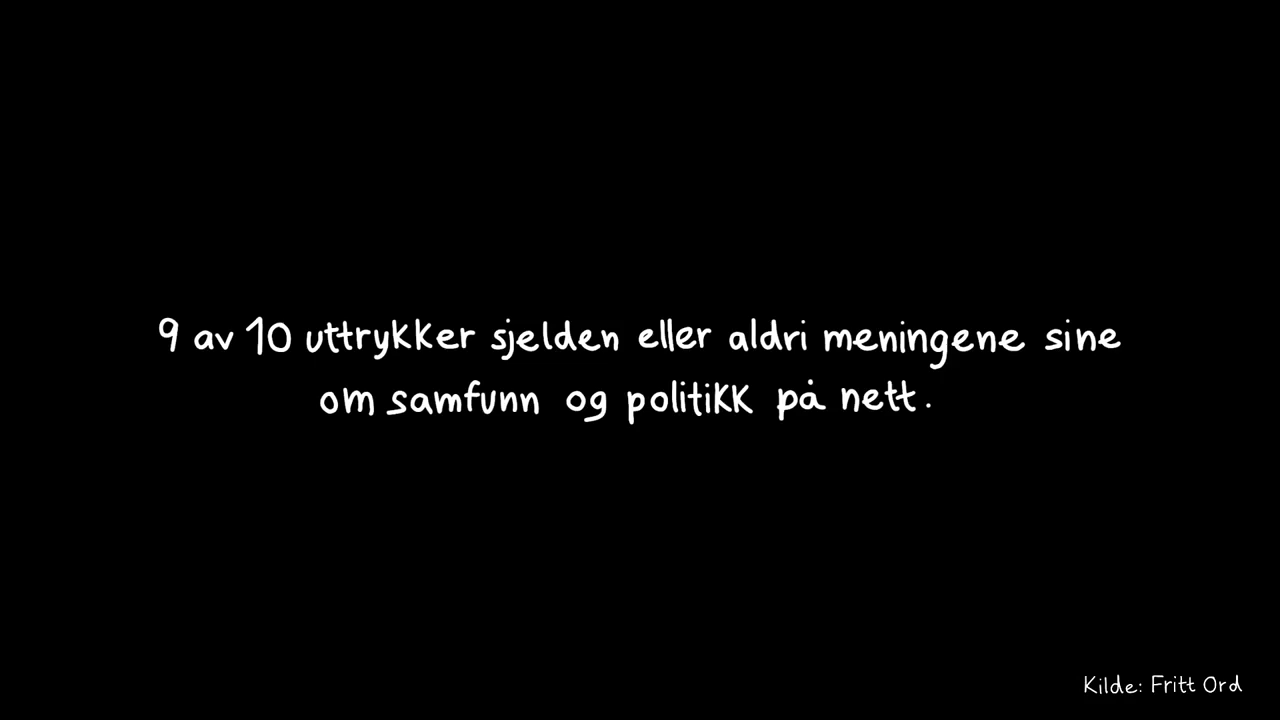 9 av 10 uttrykker sjelden eller aldri meningene sine
om samfunn og politikk på nett.
Kilde: Fritt Ord